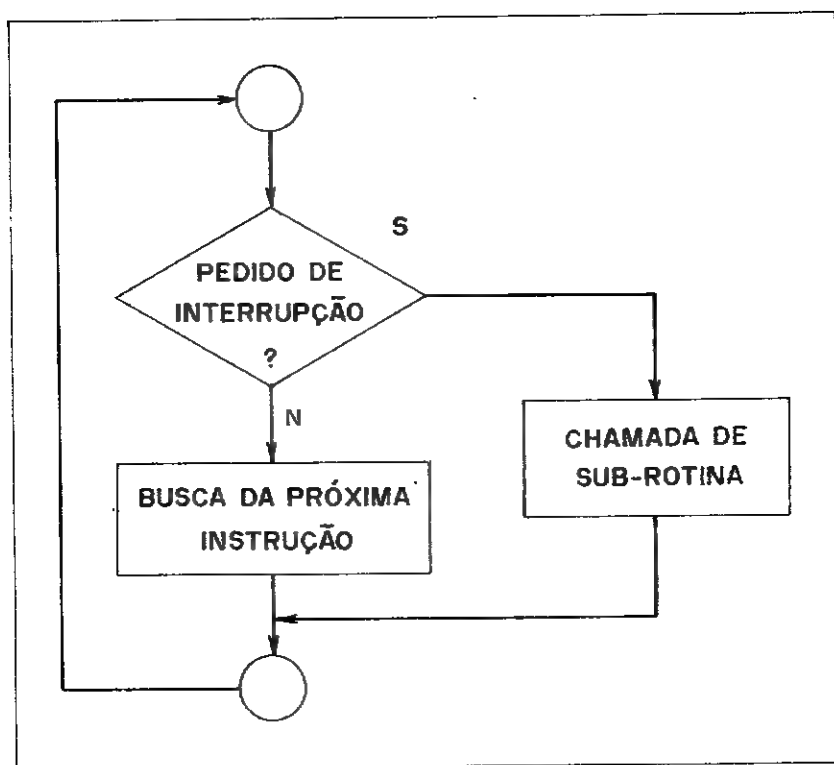 S
PEDIDO DE
INTERRUPÇÃO
?
N
CHAMADA DE
SUB-ROTINA
BUSCA DA PRÓXIMA
INSTRUÇÃO